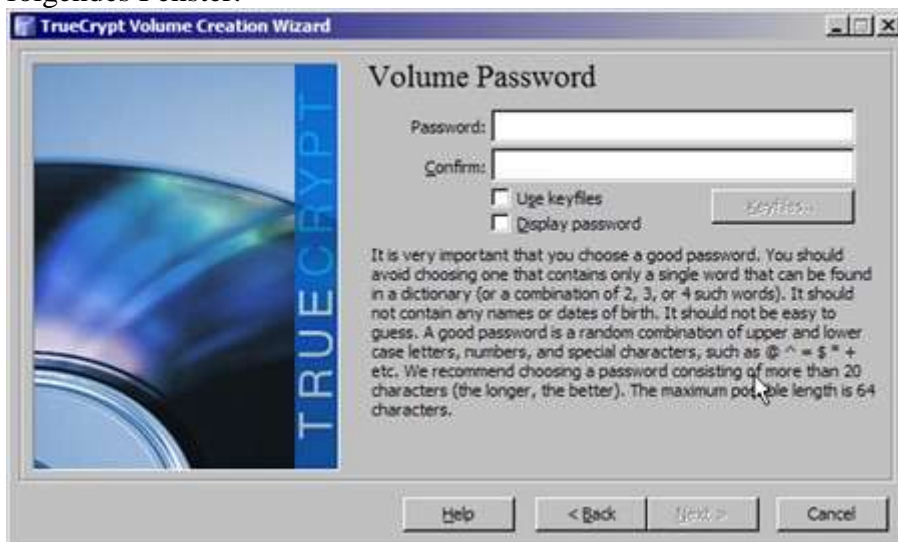 folgendes Fenster:
TrueCrypt Volume Creation Wizard
TRUECRYPT
Volume Password
Password:
Confirm:
Use keyfiles
Keyfiles...
Display password
It is very important that you choose a good password. You should
avoid choosing one that contains only a single word that can be found
in a dictionary (or a combination of 2, 3, or 4 such words). It should
not contain any names or dates of birth. It should not be easy to
guess. A good password is a random combination of upper and lower
case letters, numbers, and special characters, such as @ ^ = $ * +
etc. We recommend choosing a password consisting of more than 20
characters (the longer, the better). The maximum possible length is 64
characters.
Help
< Back
Next >
Cancel